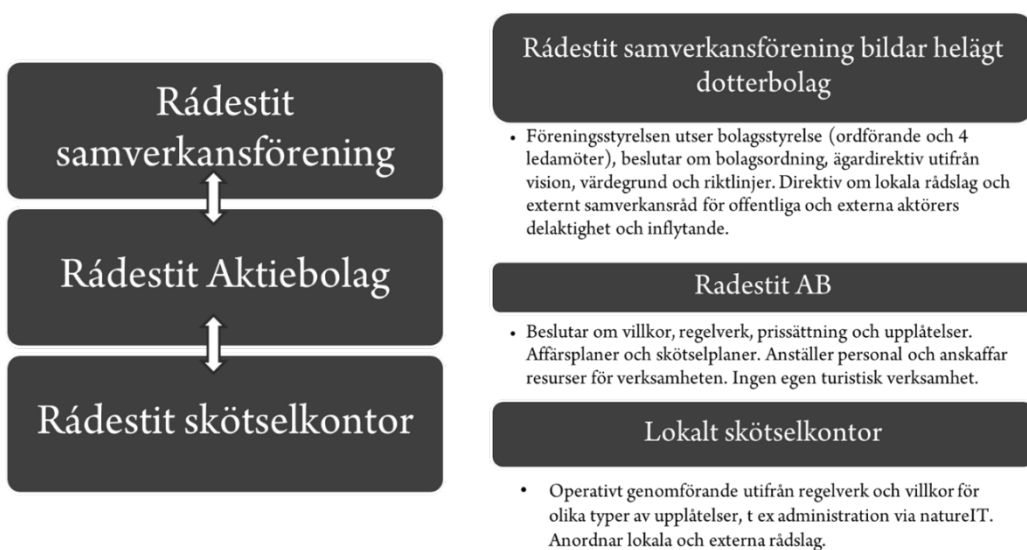 Rádestit
samverkansförening
Rádestit Aktiebolag
Rádestit skötselkontor
Rádestit samverkansförening bildar helägt
dotterbolag
• Föreningsstyrelsen utser bolagsstyrelse (ordförande och 4
ledamöter), beslutar om bolagsordning, ägardirektiv utifrån
vision, värdegrund och riktlinjer. Direktiv om lokala rådslag och
externt samverkansråd för offentliga och externa aktörers
delaktighet och inflytande.
Radestit AB
• Beslutar om villkor, regelverk, prissättning och upplåtelser.
Affärsplaner och skötselplaner. Anställer personal och anskaffar
resurser för verksamheten. Ingen egen turistisk verksamhet.
Lokalt skötselkontor
• Operativt genomförande utifrån regelverk och villkor för
olika typer av upplåtelser, t ex administration via natureIT.
Anordnar lokala och externa rådslag.